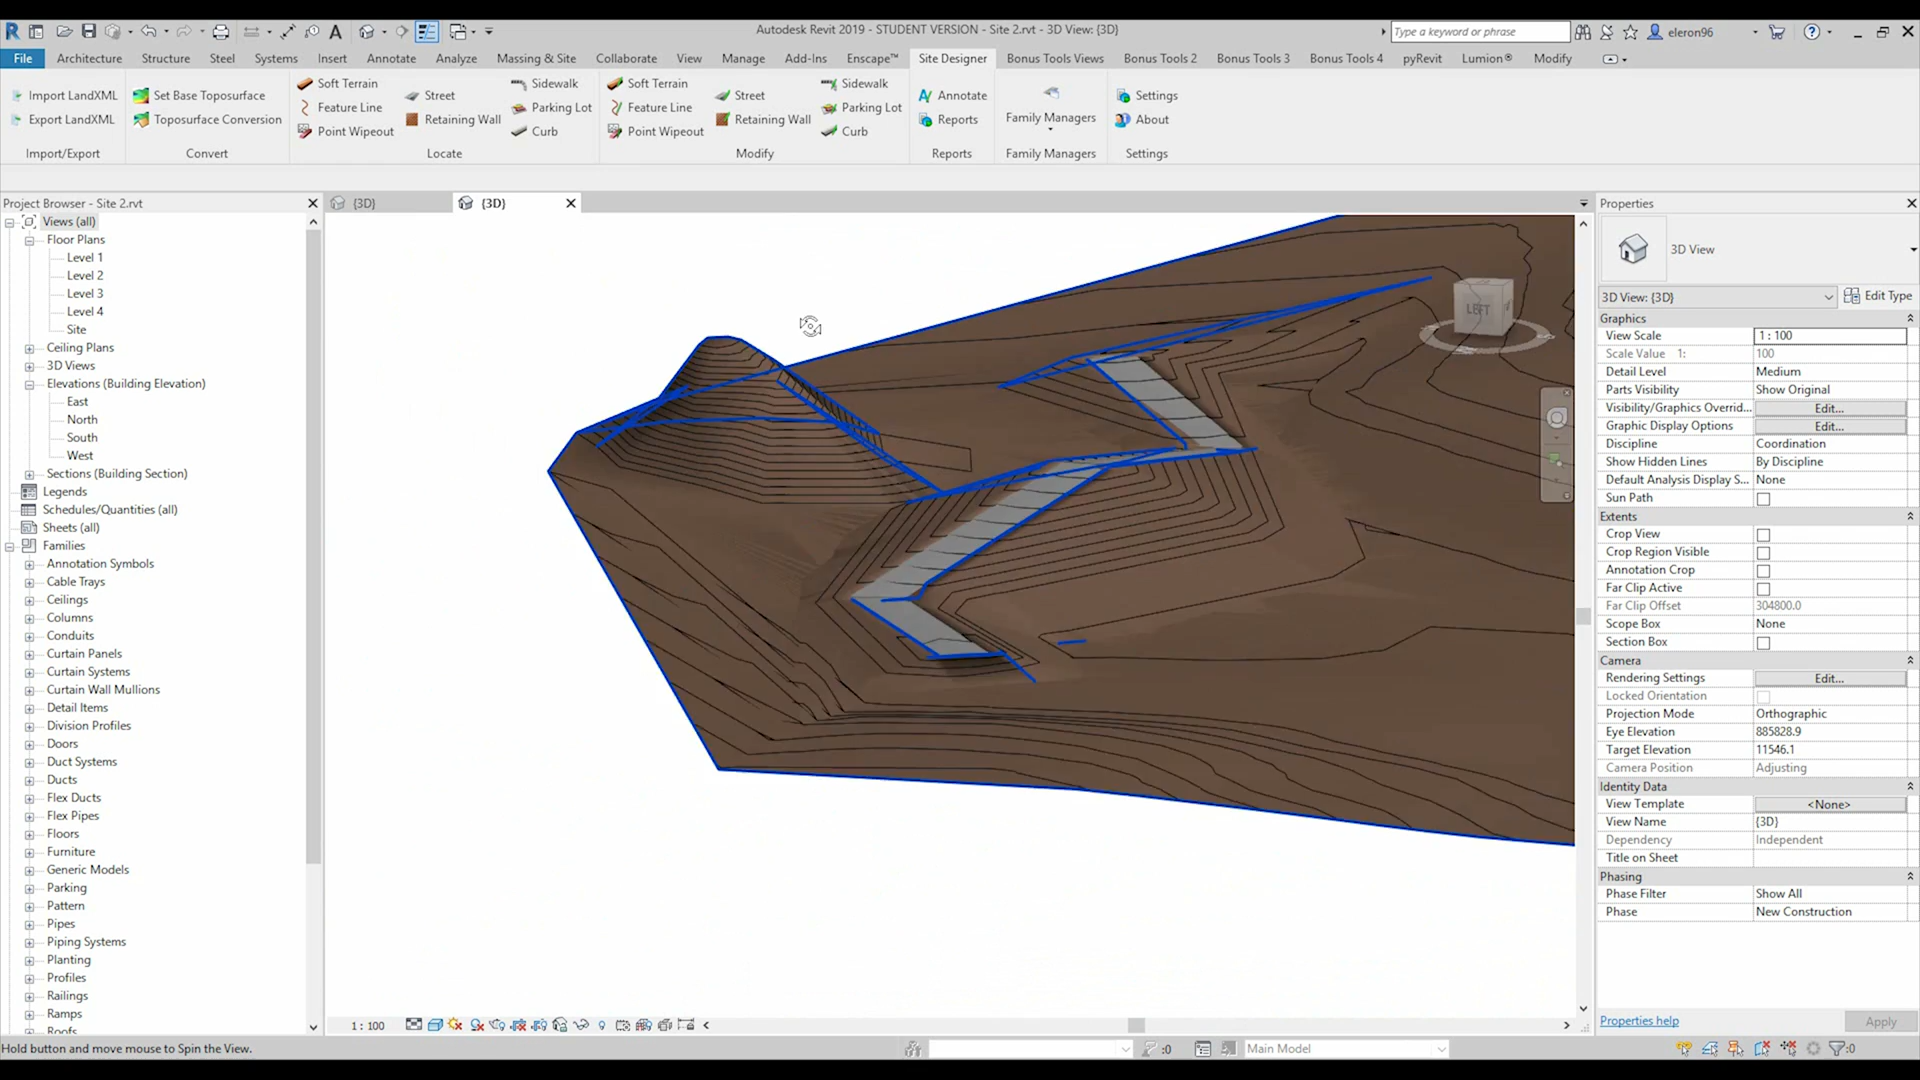 Autodesk Revit 2019 - STUDENT VERSION - Site 2.rvt - 3D View: {3D}
Type a keyword or phrase
eleron96
File Architecture Structure Steel Systems Insert Annotate Analyze Massing & Site Collaborate View Manage Add-Ins Enscape™ Site Designer Bonus Tools Views Bonus Tools 2 Bonus Tools 3 Bonus Tools 4 pyRevit Lumion® Modify
Import LandXML
Export LandXML
Import/Export
Set Base Toposurface
Toposurface Conversion
Convert
Soft Terrain
Feature Line
Point Wipeout
Street
Retaining Wall
Sidewalk
Parking Lot
Curb
Locate
Soft Terrain
Feature Line
Point Wipeout
Street
Retaining Wall
Sidewalk
Parking Lot
Curb
Modify
Annotate
Reports
Reports
Family Managers
Family Managers
Settings
About
Settings
Project Browser - Site 2.rvt
Views (all)
Floor Plans
Level 1
Level 2
Level 3
Level 4
Site
Ceiling Plans
3D Views
Elevations (Building Elevation)
East
North
South
West
Sections (Building Section)
Legends
Schedules/Quantities (all)
Sheets (all)
Families
Annotation Symbols
Cable Trays
Ceilings
Columns
Conduits
Curtain Panels
Curtain Systems
Curtain Wall Mullions
Detail Items
Division Profiles
Doors
Duct Systems
Ducts
Flex Ducts
Flex Pipes
Floors
Furniture
Generic Models
Parking
Pattern
Pipes
Piping Systems
Planting
Profiles
Railings
Ramps
Roofs
{3D}
{3D}
LEFT
1 : 100
Properties
3D View
3D View: {3D}
Edit Type
Graphics
View Scale 1 : 100
Scale Value 1: 100
Detail Level Medium
Parts Visibility Show Original
Visibility/Graphics Overrid... Edit...
Graphic Display Options Edit...
Discipline Coordination
Show Hidden Lines By Discipline
Default Analysis Display S... None
Sun Path
Extents
Crop View
Crop Region Visible
Annotation Crop
Far Clip Active
Far Clip Offset 304800.0
Scope Box None
Section Box
Camera
Rendering Settings Edit...
Locked Orientation
Projection Mode Orthographic
Eye Elevation 885828.9
Target Elevation 11546.1
Camera Position Adjusting
Identity Data
View Template <None>
View Name {3D}
Dependency Independent
Title on Sheet
Phasing
Phase Filter Show All
Phase New Construction
Properties help
Apply
Hold button and move mouse to Spin the View.
:0
Main Model
:0